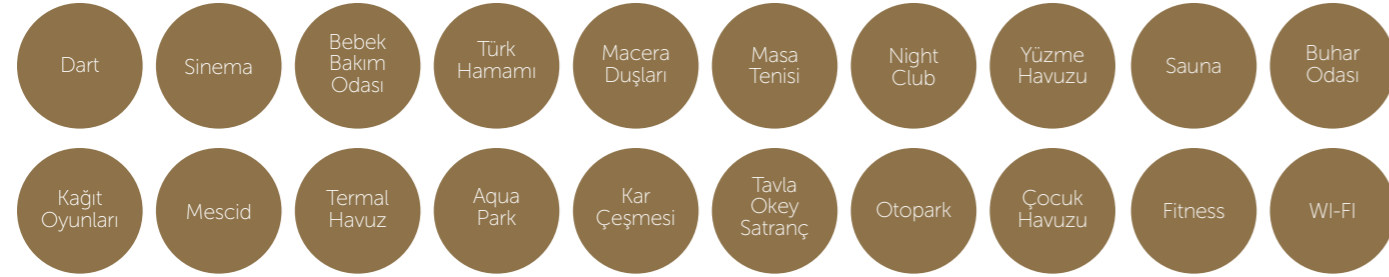 Dart
Sinema
Bebek
Bakım
Odası
Türk
Hamamı
Macera
Duşları
Masa
Tenisi
Night
Club
Yüzme
Havuzu
Sauna
Buhar
Odası
Kağıt
Oyunları
Mescid
Termal
Havuz
Aqua
Park
Kar
Çeşmesi
Tavla
Okey
Satranç
Otopark
Çocuk
Havuzu
Fitness
WI-FI